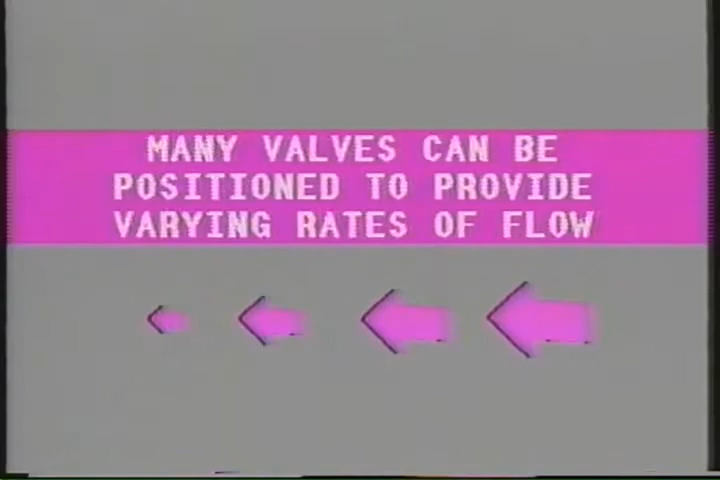 MANY VALVES CAN BE
POSITIONED TO PROVIDE
VARYING RATES OF FLOW